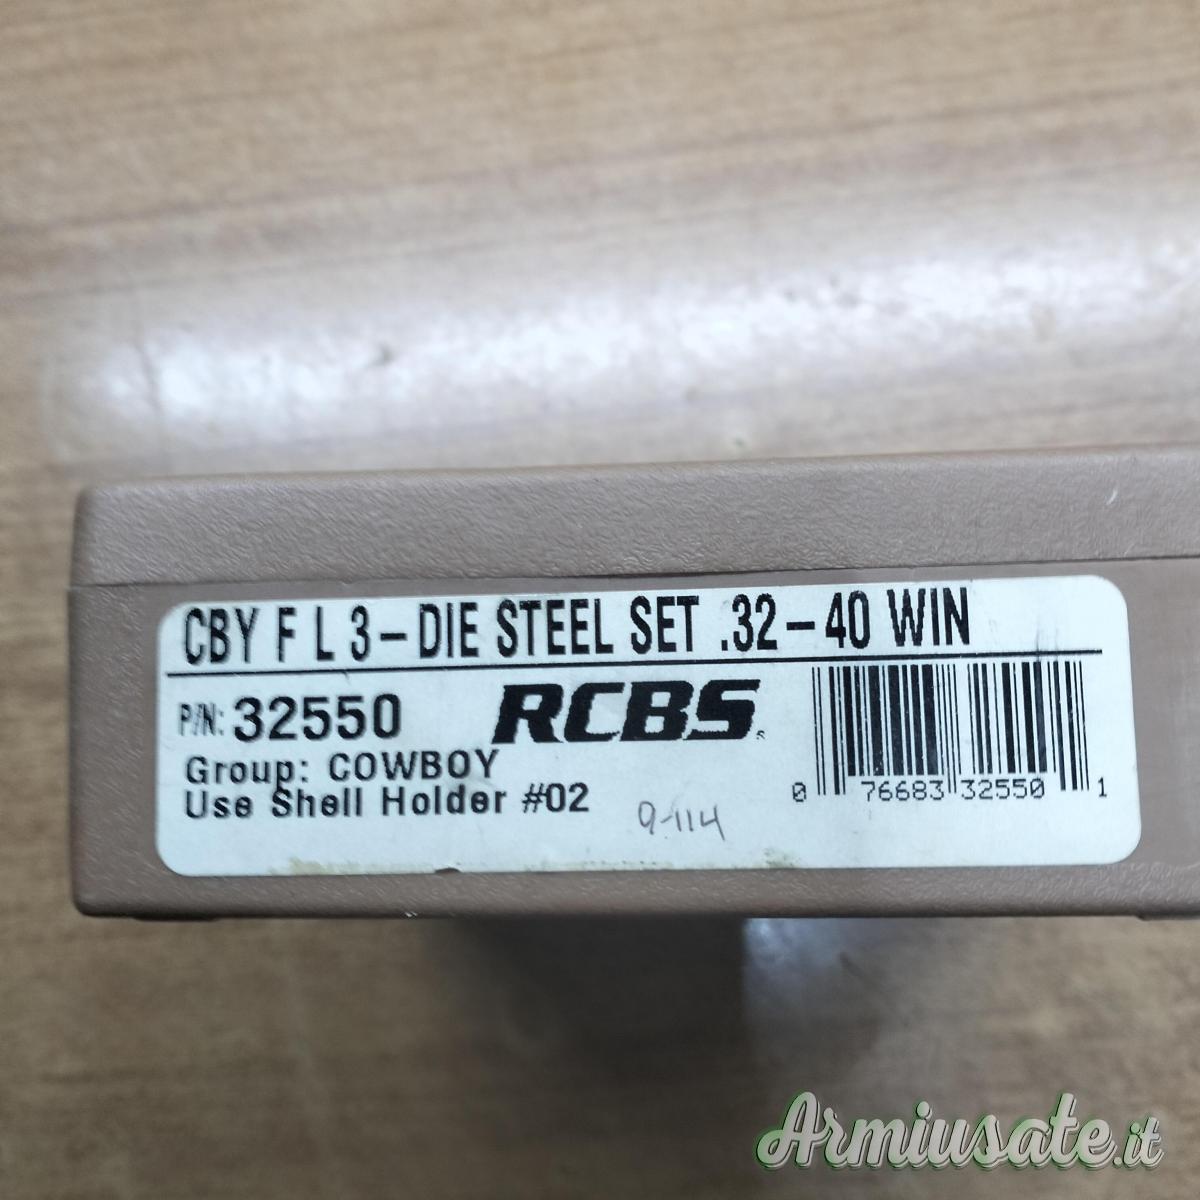 CBY F L 3-DIE STEEL SET .32-40 WIN
P/N: 32550 RCBS
Group: COWBOY
Use Shell Holder #02
9-114
0 76683 32550 1
Armiusate.it